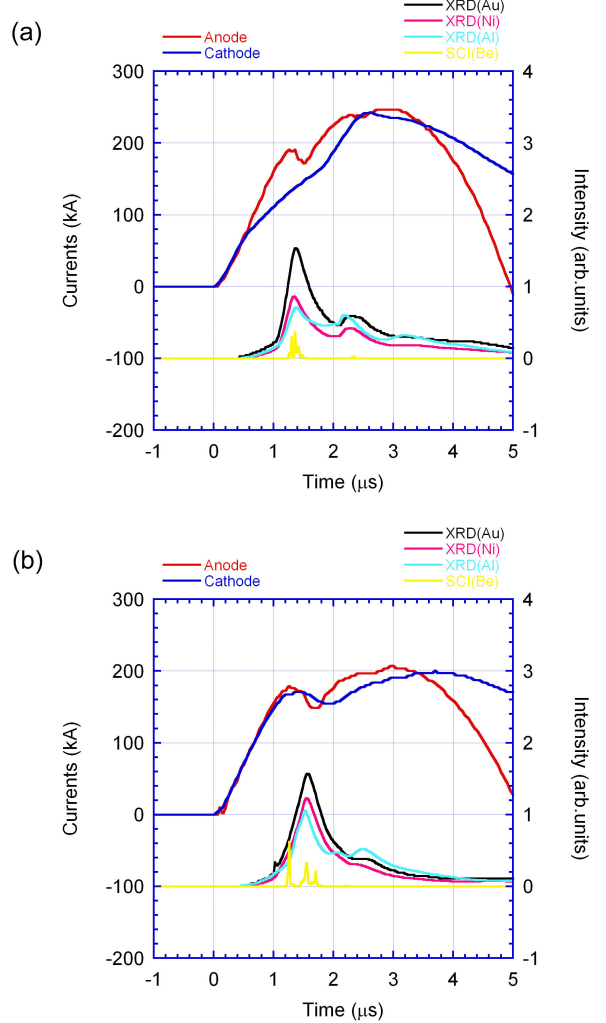 (a)
XRD(Au)
XRD(Ni)
Anode XRD(Al)
Cathode SCI(Be)
300 4
200 3
100 2
0 1
-100 0
-200 -1
Currents (kA)
Intensity (arb.units)
-1 0 1 2 3 4 5
Time (μs)
(b)
XRD(Au)
XRD(Ni)
Anode XRD(Al)
Cathode SCI(Be)
300 4
200 3
100 2
0 1
-100 0
-200 -1
Currents (kA)
Intensity (arb.units)
-1 0 1 2 3 4 5
Time (μs)